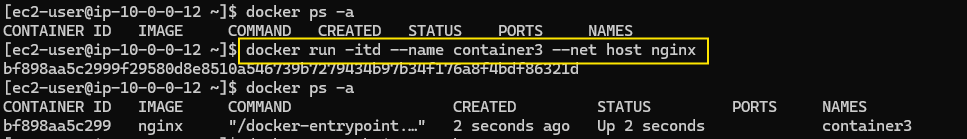 [ec2-user@ip-10-0-0-12 ~]$ docker ps -a
CONTAINER ID   IMAGE     COMMAND   CREATED   STATUS    PORTS     NAMES
[ec2-user@ip-10-0-0-12 ~]$ docker run -itd --name container3 --net host nginx
bf898aa5c2999f29580d8e8510a546739b7279434b97b34f176a8f4bdf86321d
[ec2-user@ip-10-0-0-12 ~]$ docker ps -a
CONTAINER ID   IMAGE     COMMAND                  CREATED         STATUS         PORTS     NAMES
bf898aa5c299   nginx     "/docker-entrypoint.…"   2 seconds ago   Up 2 seconds             container3